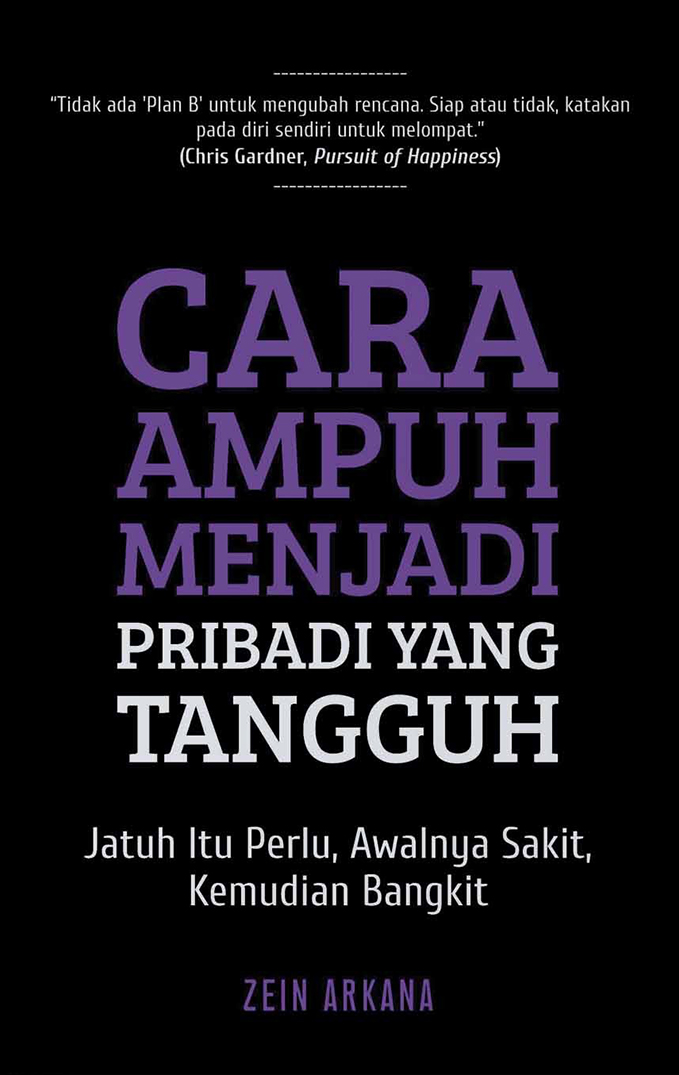 -----------------
“Tidak ada 'Plan B' untuk mengubah rencana. Siap atau tidak, katakan
pada diri sendiri untuk melompat.”
(Chris Gardner, Pursuit of Happiness)
-----------------
CARA
AMPUH
MENJADI
PRIBADI YANG
TANGGUH
Jatuh Itu Perlu, Awalnya Sakit,
Kemudian Bangkit
ZEIN ARKANA